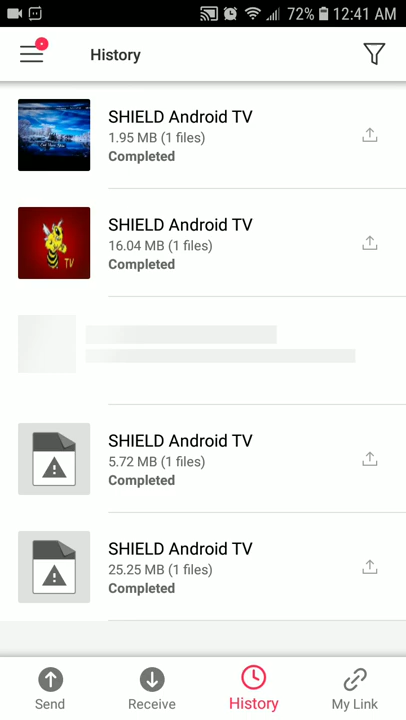 72% 12:41 AM
History
SHIELD Android TV
1.95 MB (1 files)
Completed
SHIELD Android TV
16.04 MB (1 files)
Completed
TV
SHIELD Android TV
5.72 MB (1 files)
Completed
SHIELD Android TV
25.25 MB (1 files)
Completed
Send
Receive
History
My Link